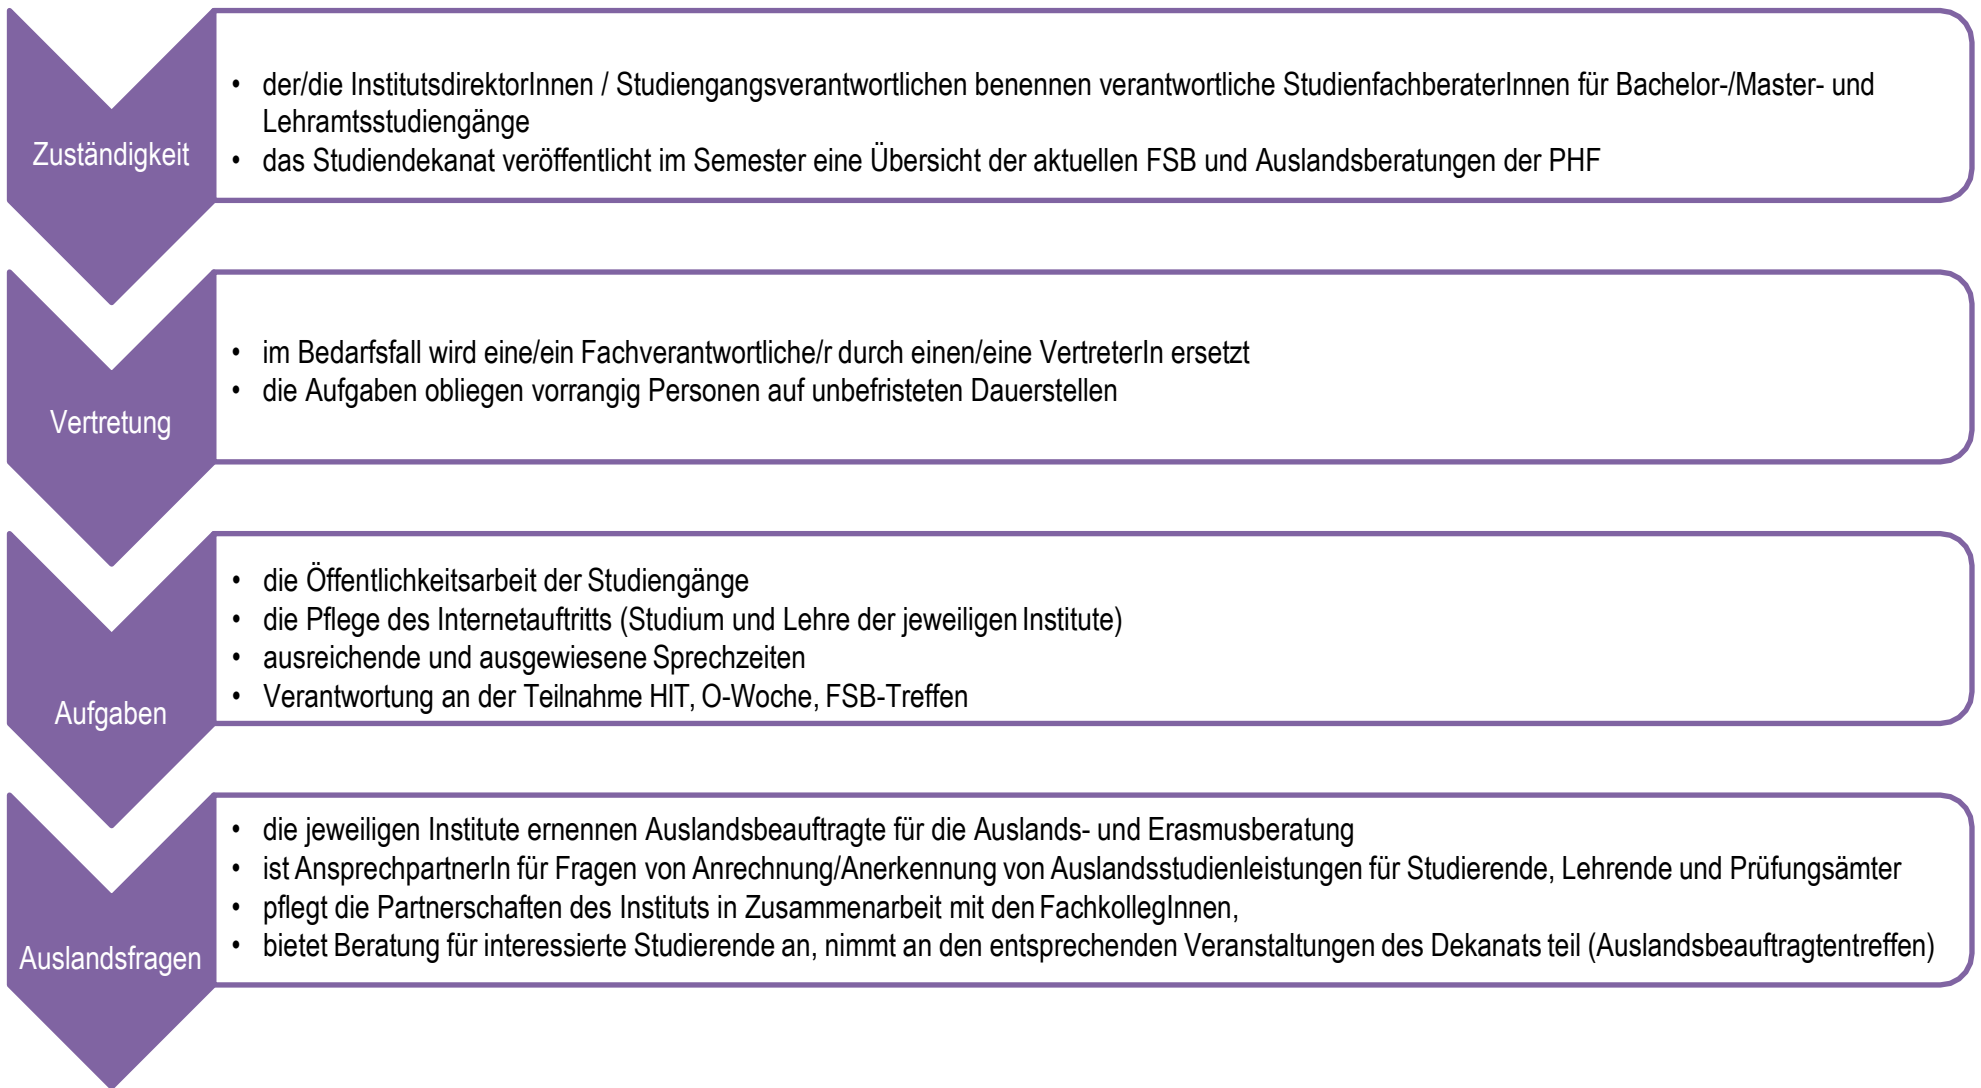 Zuständigkeit
• der/die InstitutsdirektorInnen / Studiengangsverantwortlichen benennen verantwortliche StudienfachberaterInnen für Bachelor-/Master- und
Lehramtsstudiengänge
• das Studiendekanat veröffentlicht im Semester eine Übersicht der aktuellen FSB und Auslandsberatungen der PHF
Vertretung
• im Bedarfsfall wird eine/ein Fachverantwortliche/r durch einen/eine VertreterIn ersetzt
• die Aufgaben obliegen vorrangig Personen auf unbefristeten Dauerstellen
Aufgaben
• die Öffentlichkeitsarbeit der Studiengänge
• die Pflege des Internetauftritts (Studium und Lehre der jeweiligen Institute)
• ausreichende und ausgewiesene Sprechzeiten
• Verantwortung an der Teilnahme HIT, O-Woche, FSB-Treffen
Auslandsfragen
• die jeweiligen Institute ernennen Auslandsbeauftragte für die Auslands- und Erasmusberatung
• ist AnsprechpartnerIn für Fragen von Anrechnung/Anerkennung von Auslandsstudienleistungen für Studierende, Lehrende und Prüfungsämter
• pflegt die Partnerschaften des Instituts in Zusammenarbeit mit den FachkollegInnen,
• bietet Beratung für interessierte Studierende an, nimmt an den entsprechenden Veranstaltungen des Dekanats teil (Auslandsbeauftragtentreffen)